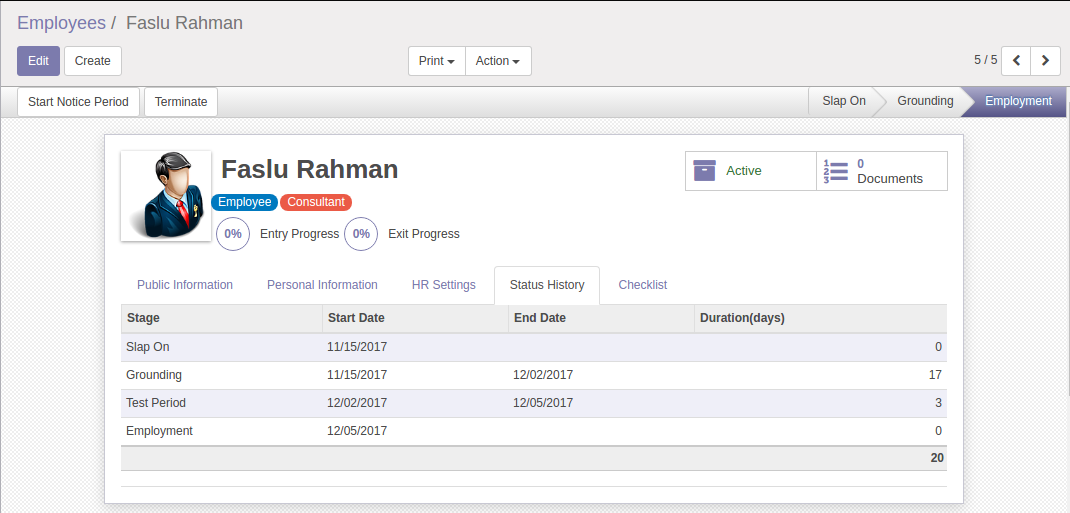 Employees / Faslu Rahman
Edit Create Print Action 5 / 5
Start Notice Period Terminate Slap On Grounding Employment
Faslu Rahman
Active
0
Documents
1
2
3
Employee Consultant
0% Entry Progress 0% Exit Progress
Public Information Personal Information HR Settings Status History Checklist
Stage Start Date End Date Duration(days)
Slap On 11/15/2017 0
Grounding 11/15/2017 12/02/2017 17
Test Period 12/02/2017 12/05/2017 3
Employment 12/05/2017 0
20